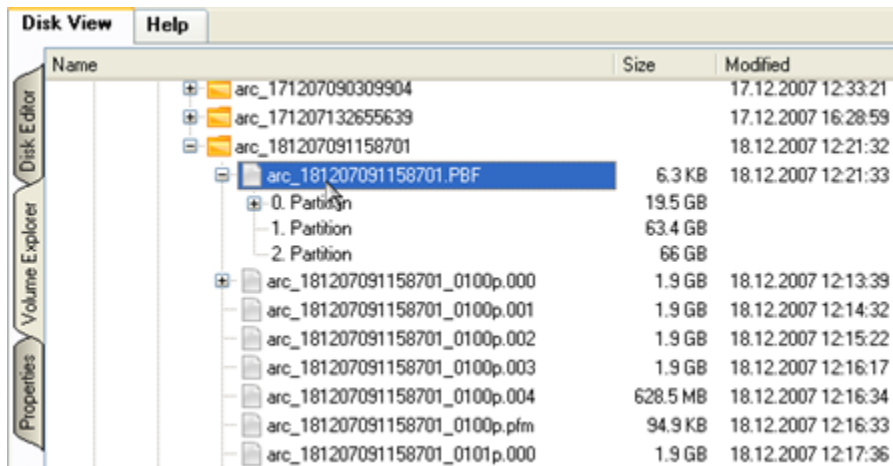 Disk View Help
Name Size Modified
arc_171207090309904 17.12.2007 12:33:21
arc_171207132655639 17.12.2007 16:28:59
arc_181207091158701 18.12.2007 12:21:32
arc_181207091158701.PBF 6.3 KB 18.12.2007 12:21:33
0. Partition 19.5 GB
1. Partition 63.4 GB
2. Partition 66 GB
arc_181207091158701_0100p.000 1.9 GB 18.12.2007 12:13:39
arc_181207091158701_0100p.001 1.9 GB 18.12.2007 12:14:32
arc_181207091158701_0100p.002 1.9 GB 18.12.2007 12:15:22
arc_181207091158701_0100p.003 1.9 GB 18.12.2007 12:16:17
arc_181207091158701_0100p.004 628.5 MB 18.12.2007 12:16:34
arc_181207091158701_0100p.pfm 94.9 KB 18.12.2007 12:16:33
arc_181207091158701_0101p.000 1.9 GB 18.12.2007 12:17:36
Disk Editor
Volume Explorer
Properties